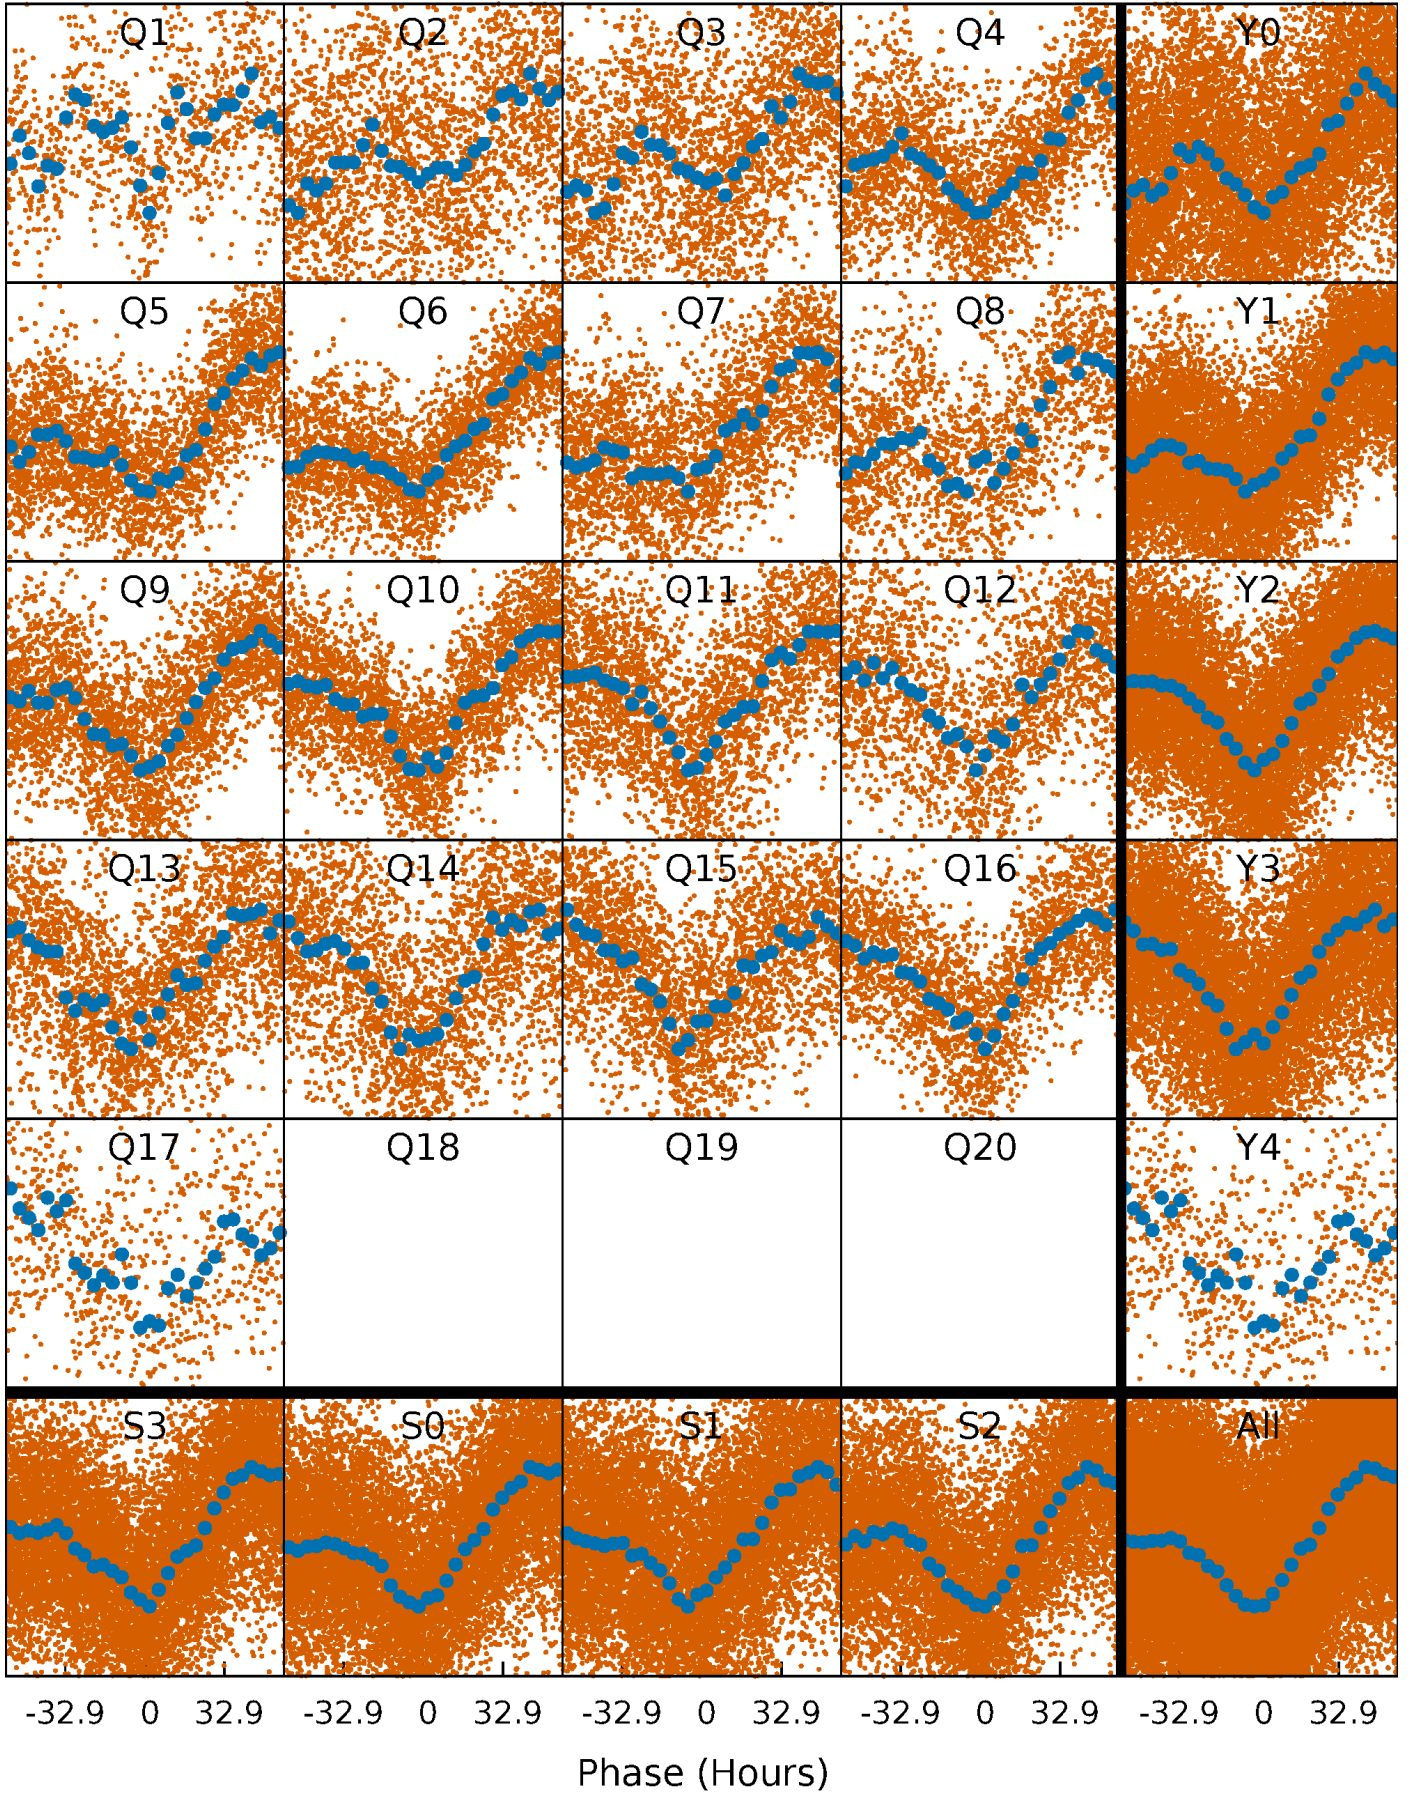 Q1 Q2 Q3 Q4 Y0
Q5 Q6 Q7 Q8 Y1
Q9 Q10 Q11 Q12 Y2
Q13 Q14 Q15 Q16 Y3
Q17 Q18 Q19 Q20 Y4
S3 S0 S1 S2 All
-32.9 0 32.9 -32.9 0 32.9 -32.9 0 32.9 -32.9 0 32.9 -32.9 0 32.9
Phase (Hours)